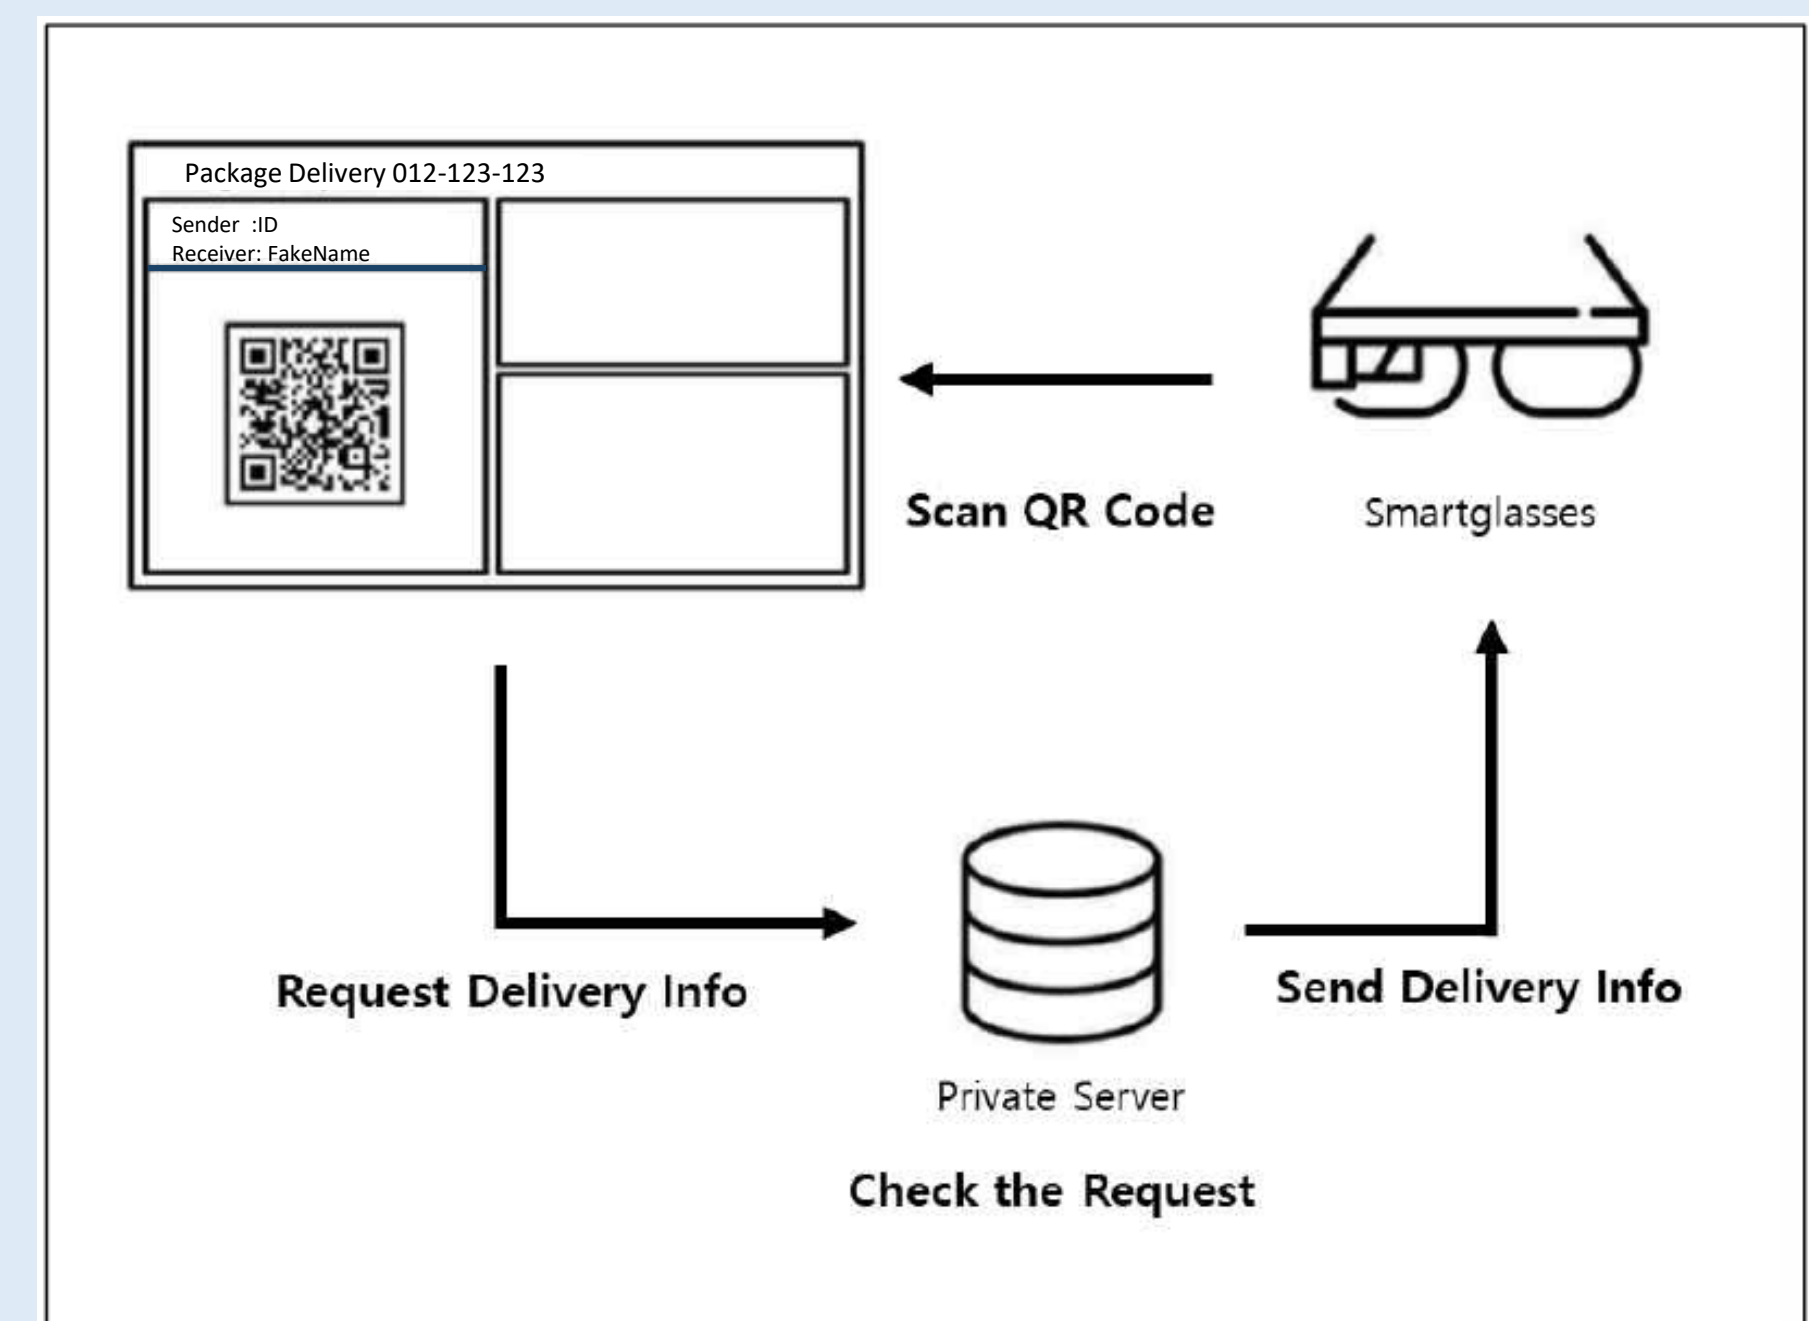 Package Delivery 012-123-123
Sender :ID
Receiver: FakeName
Scan QR Code
Smartglasses
Request Delivery Info
Send Delivery Info
Private Server
Check the Request